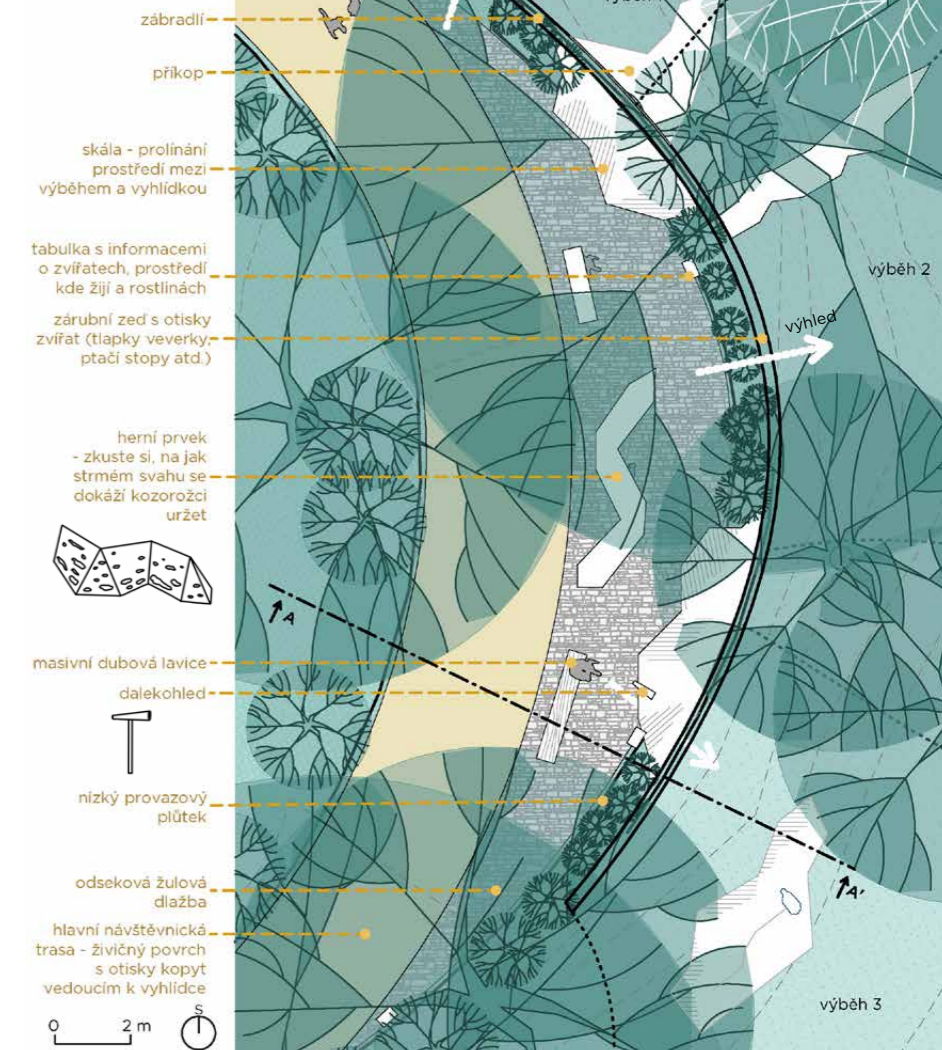 zábradlí
příkop
skála - prolínání
prostředí mezi
výběhem a vyhlídkou
tabulka s informacemi
o zvířatech, prostředí
kde žijí a rostlinách
zárubní zeď s otisky
zvířat (tlapky veverky,
ptačí stopy atd.)
herní prvek
- zkuste si, na jak
strmém svahu se
dokáží kozorožci
uržet
masivní dubová lavice
dalekohled
nízký provazový
plůtek
odseková žulová
dlažba
hlavní návštěvnická
trasa - živičný povrch
s otisky kopyt
vedoucím k vyhlídce
0 2 m
S
výběh 2
výhled
A
A'
výběh 3